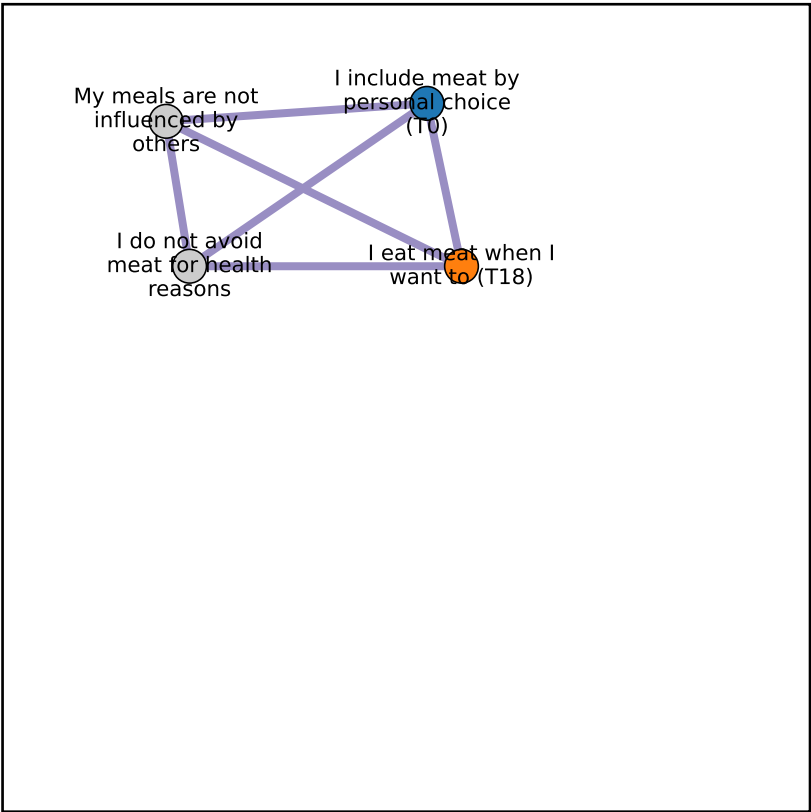 My meals are not
influenced by
others
I include meat by
personal choice
(T0)
I do not avoid
meat for health
reasons
I eat meat when I
want to (T18)